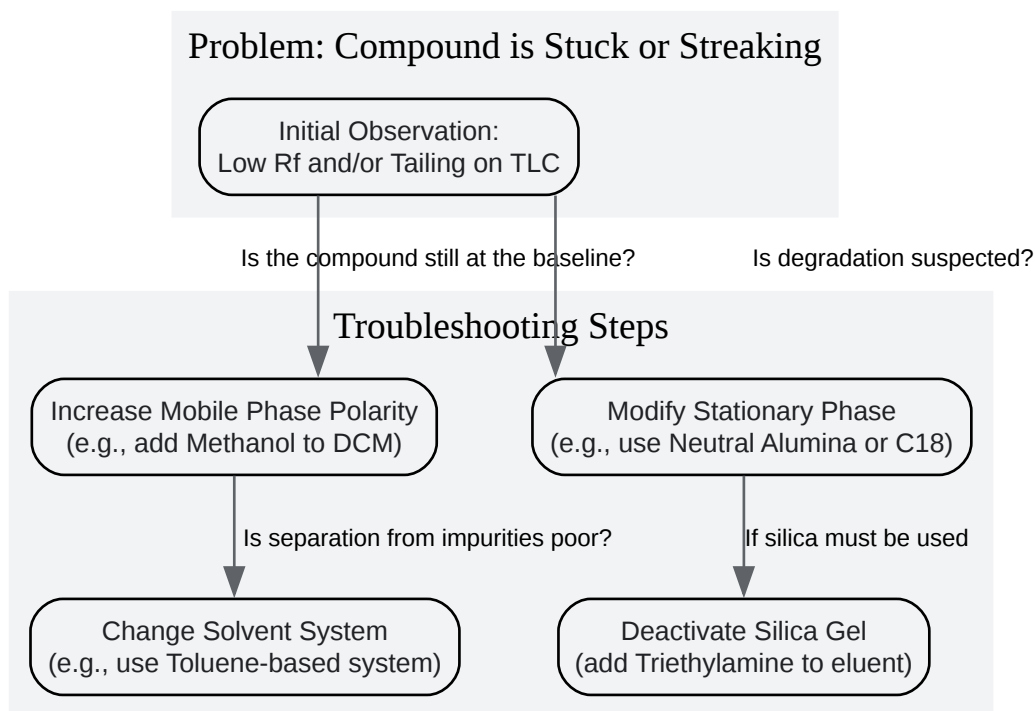 Problem: Compound is Stuck or Streaking
Initial Observation:
Low Rf and/or Tailing on TLC
Is the compound still at the baseline?
Is degradation suspected?
Troubleshooting Steps
Increase Mobile Phase Polarity
(e.g., add Methanol to DCM)
Modify Stationary Phase
(e.g., use Neutral Alumina or C18)
Is separation from impurities poor?
If silica must be used
Change Solvent System
(e.g., use Toluene-based system)
Deactivate Silica Gel
(add Triethylamine to eluent)